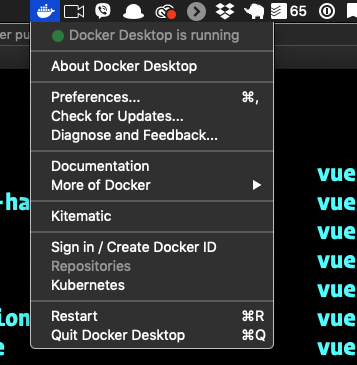 65
er pu
Docker Desktop is running
About Docker Desktop
Preferences... ⌘,
Check for Updates...
Diagnose and Feedback...
Documentation
vue
More of Docker
-ha
vue
Kitematic
vue
Sign in / Create Docker ID
vue
Repositories
Kubernetes
vue
Restart ⌘R
ion
vue
Quit Docker Desktop ⌘Q
e
vue